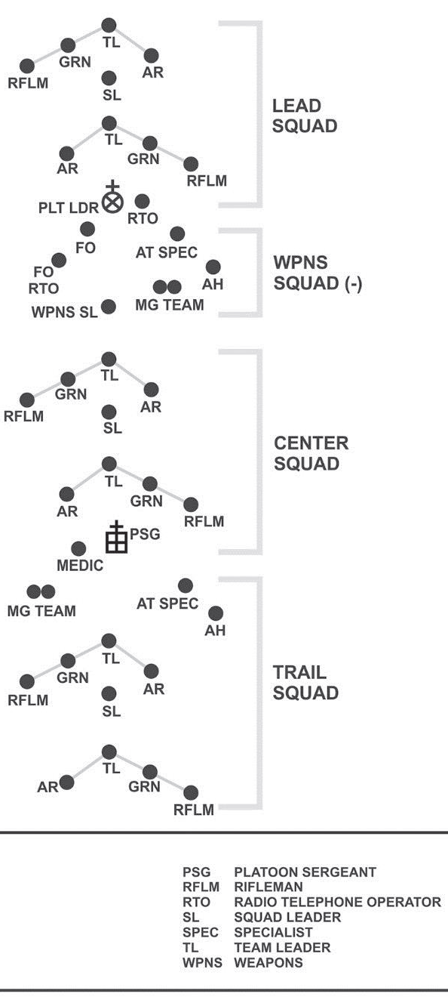 TL
GRN
RFLM
AR
SL
LEAD
SQUAD
TL
GRN
AR
RFLM
PLT LDR
RTO
FO
AT SPEC
WPNS
SQUAD (-)
FO
RTO
AH
MG TEAM
WPNS SL
TL
GRN
RFLM
AR
SL
CENTER
SQUAD
TL
GRN
AR
RFLM
PSG
MEDIC
MG TEAM
AT SPEC
AH
TL
GRN
RFLM
AR
SL
TRAIL
SQUAD
TL
AR
GRN
RFLM
PSG PLATOON SERGEANT
RFLM RIFLEMAN
RTO RADIO TELEPHONE OPERATOR
SL SQUAD LEADER
SPEC SPECIALIST
TL TEAM LEADER
WPNS WEAPONS